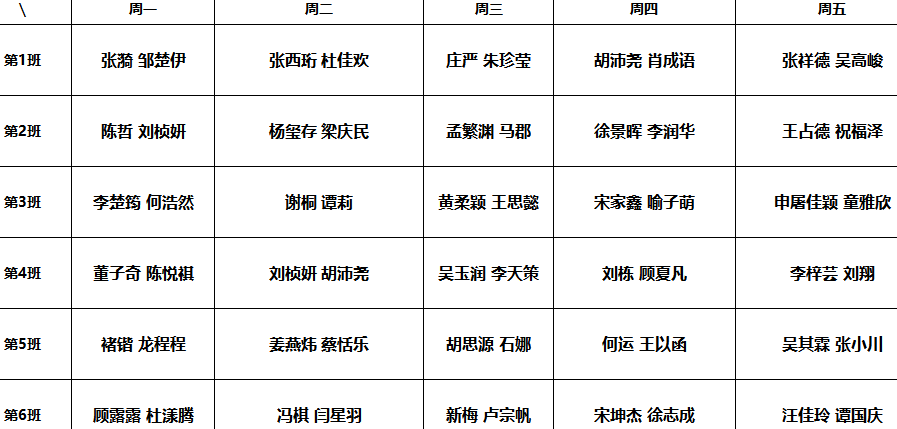 \ 周一 周二 周三 周四 周五
第1班 张漪 邹楚伊 张西珩 杜佳欢 庄严 朱珍莹 胡沛尧 肖成语 张祥德 吴高峻
第2班 陈哲 刘桢妍 杨玺存 梁庆民 孟繁渊 马郡 徐景晖 李润华 王占德 祝福泽
第3班 李楚筠 何浩然 谢桐 谭莉 黄柔颖 王思懿 宋家鑫 喻子萌 申屠佳颖 童雅欣
第4班 董子奇 陈悦祺 刘桢妍 胡沛尧 吴玉润 李天策 刘栋 顾夏凡 李梓芸 刘翔
第5班 褚锴 龙程程 姜燕炜 蔡恬乐 胡思源 石娜 何运 王以函 吴其霖 张小川
第6班 顾露露 杜漾腾 冯棋 闫星羽 新梅 卢宗帆 宋坤杰 徐志成 汪佳玲 谭国庆